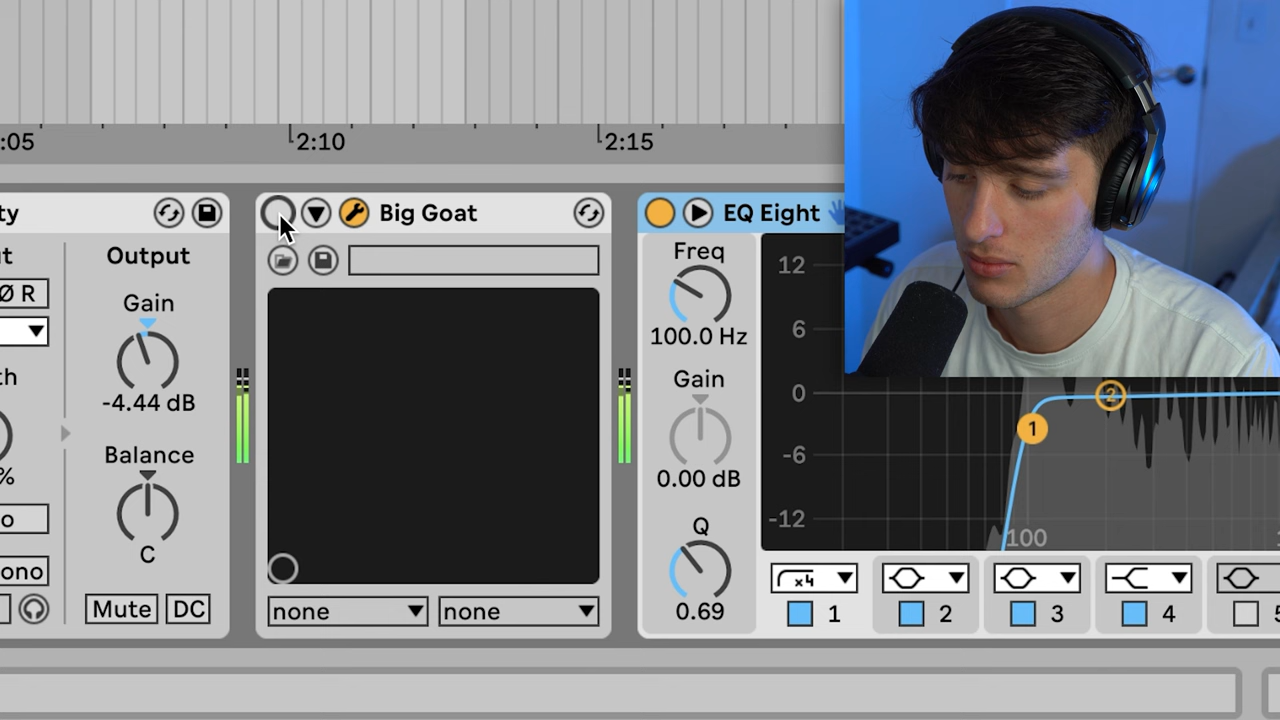 :05
2:10
2:15
ty
Big Goat
EQ Eight
t
Output
Ø R
Gain
-4.44 dB
th
%
Balance
C
o
ono
Mute
DC
none
none
Freq
100.0 Hz
Gain
0.00 dB
Q
0.69
12
6
0
-6
-12
1
2
100
1
x4
1
2
3
4
5